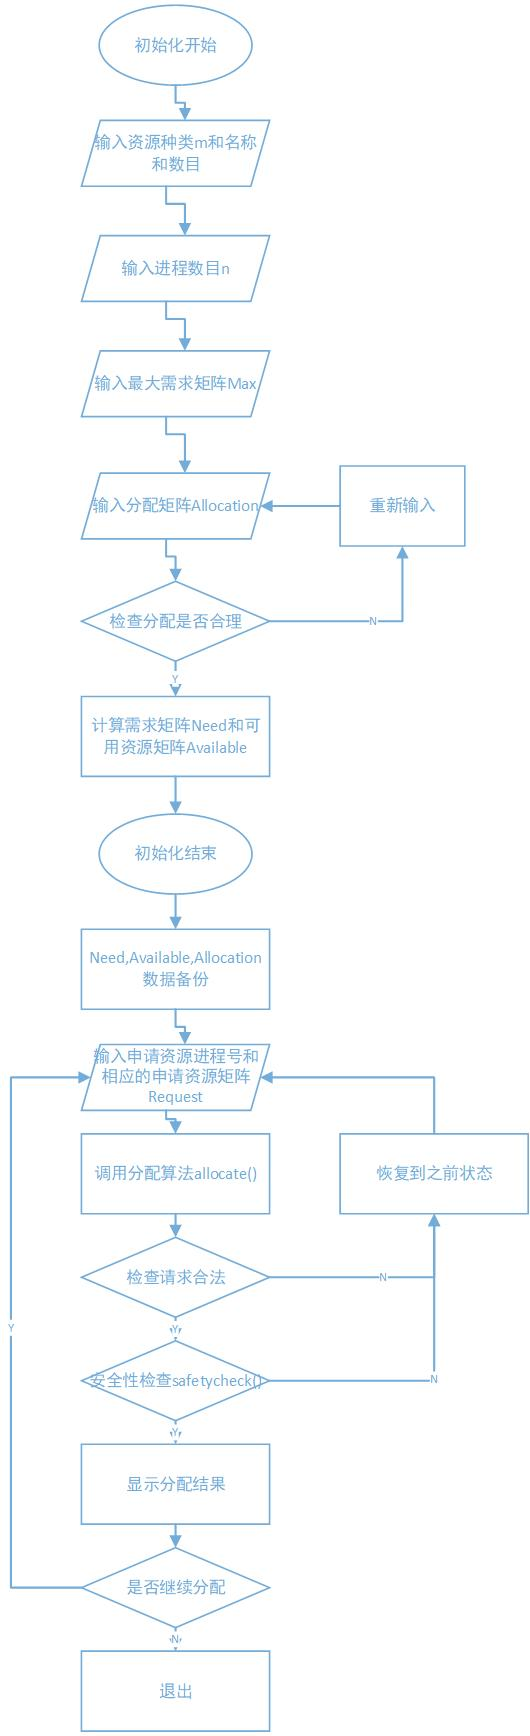 初始化开始
输入资源种类m和名称
和数目
输入进程数目n
输入最大需求矩阵Max
输入分配矩阵Allocation
重新输入
检查分配是否合理
N
Y
计算需求矩阵Need和可
用资源矩阵Available
初始化结束
Need,Available,Allocation
数据备份
输入申请资源进程号和
相应的申请资源矩阵
Request
调用分配算法allocate()
恢复到之前状态
检查请求合法
N
Y
Y
安全性检查safetycheck()
N
Y
显示分配结果
是否继续分配
N
退出